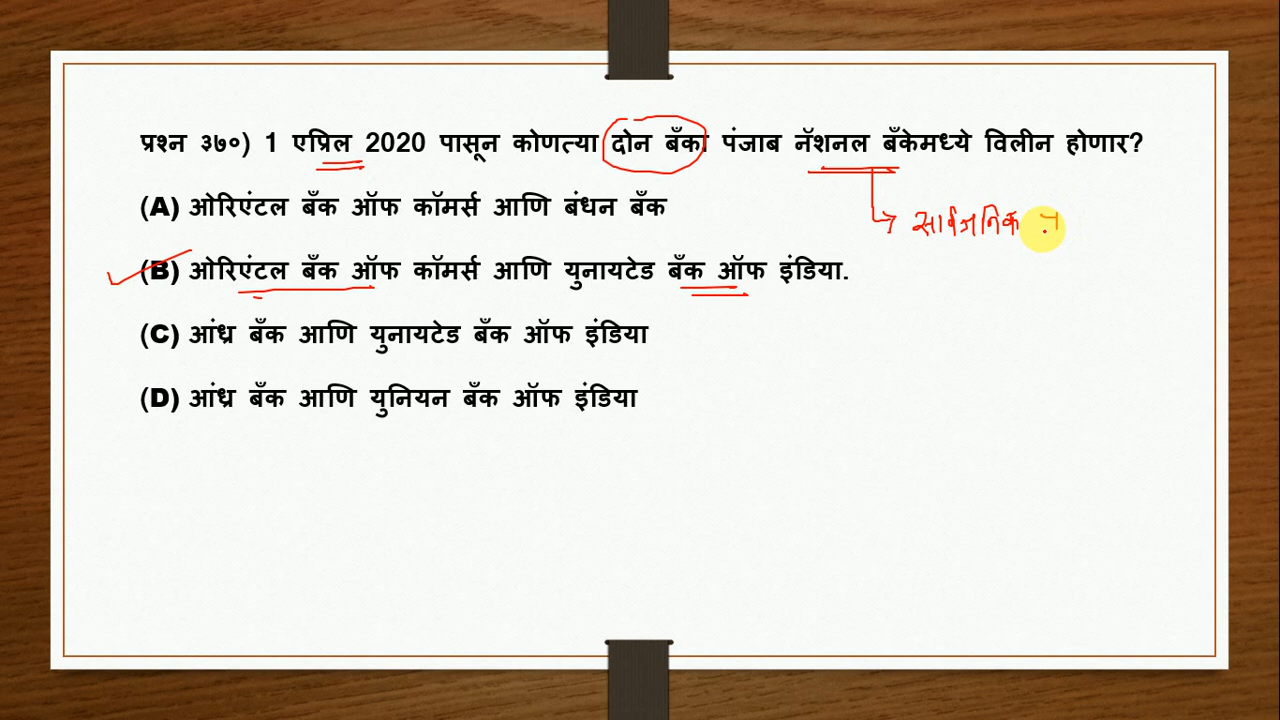 प्रश्न ३७०) 1 एप्रिल 2020 पासून कोणत्या दोन बँका पंजाब नॅशनल बँकेमध्ये विलीन होणार?
(A) ओरिएंटल बँक ऑफ कॉमर्स आणि बंधन बँक
सार्वजनिक
(B) ओरिएंटल बँक ऑफ कॉमर्स आणि युनायटेड बँक ऑफ इंडिया.
(C) आंध्र बँक आणि युनायटेड बँक ऑफ इंडिया
(D) आंध्र बँक आणि युनियन बँक ऑफ इंडिया